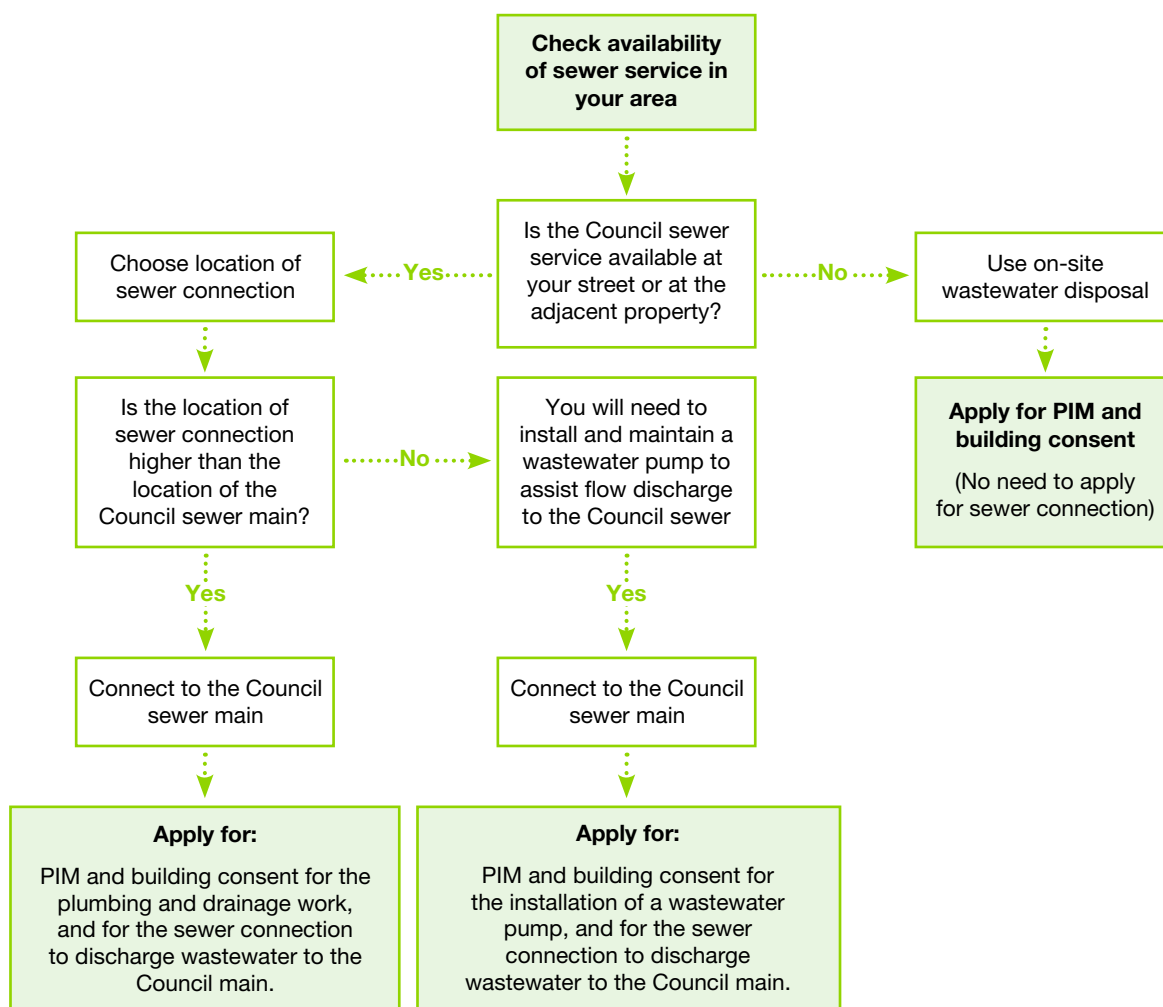 Check availability
of sewer service in
your area
Is the Council sewer
service available at
your street or at the
adjacent property?
Yes
No
Choose location of
sewer connection
Use on-site
wastewater disposal
Is the location of
sewer connection
higher than the
location of the
Council sewer main?
No
You will need to
install and maintain a
wastewater pump to
assist flow discharge
to the Council sewer
Apply for PIM and
building consent
(No need to apply
for sewer connection)
Yes
Yes
Connect to the Council
sewer main
Connect to the Council
sewer main
Apply for:
PIM and building consent for the
plumbing and drainage work,
and for the sewer connection
to discharge wastewater to the
Council main.
Apply for:
PIM and building consent for
the installation of a wastewater
pump, and for the sewer
connection to discharge
wastewater to the Council main.